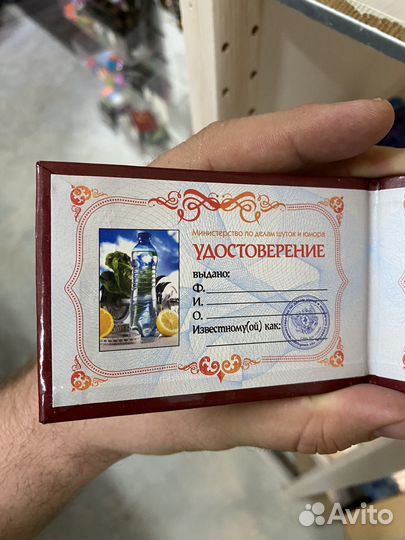 Министерство по делам шуток и юмора
УДОСТОВЕРЕНИЕ
выдано:
Ф.
И.
О.
Известному(ой) как:
Avito